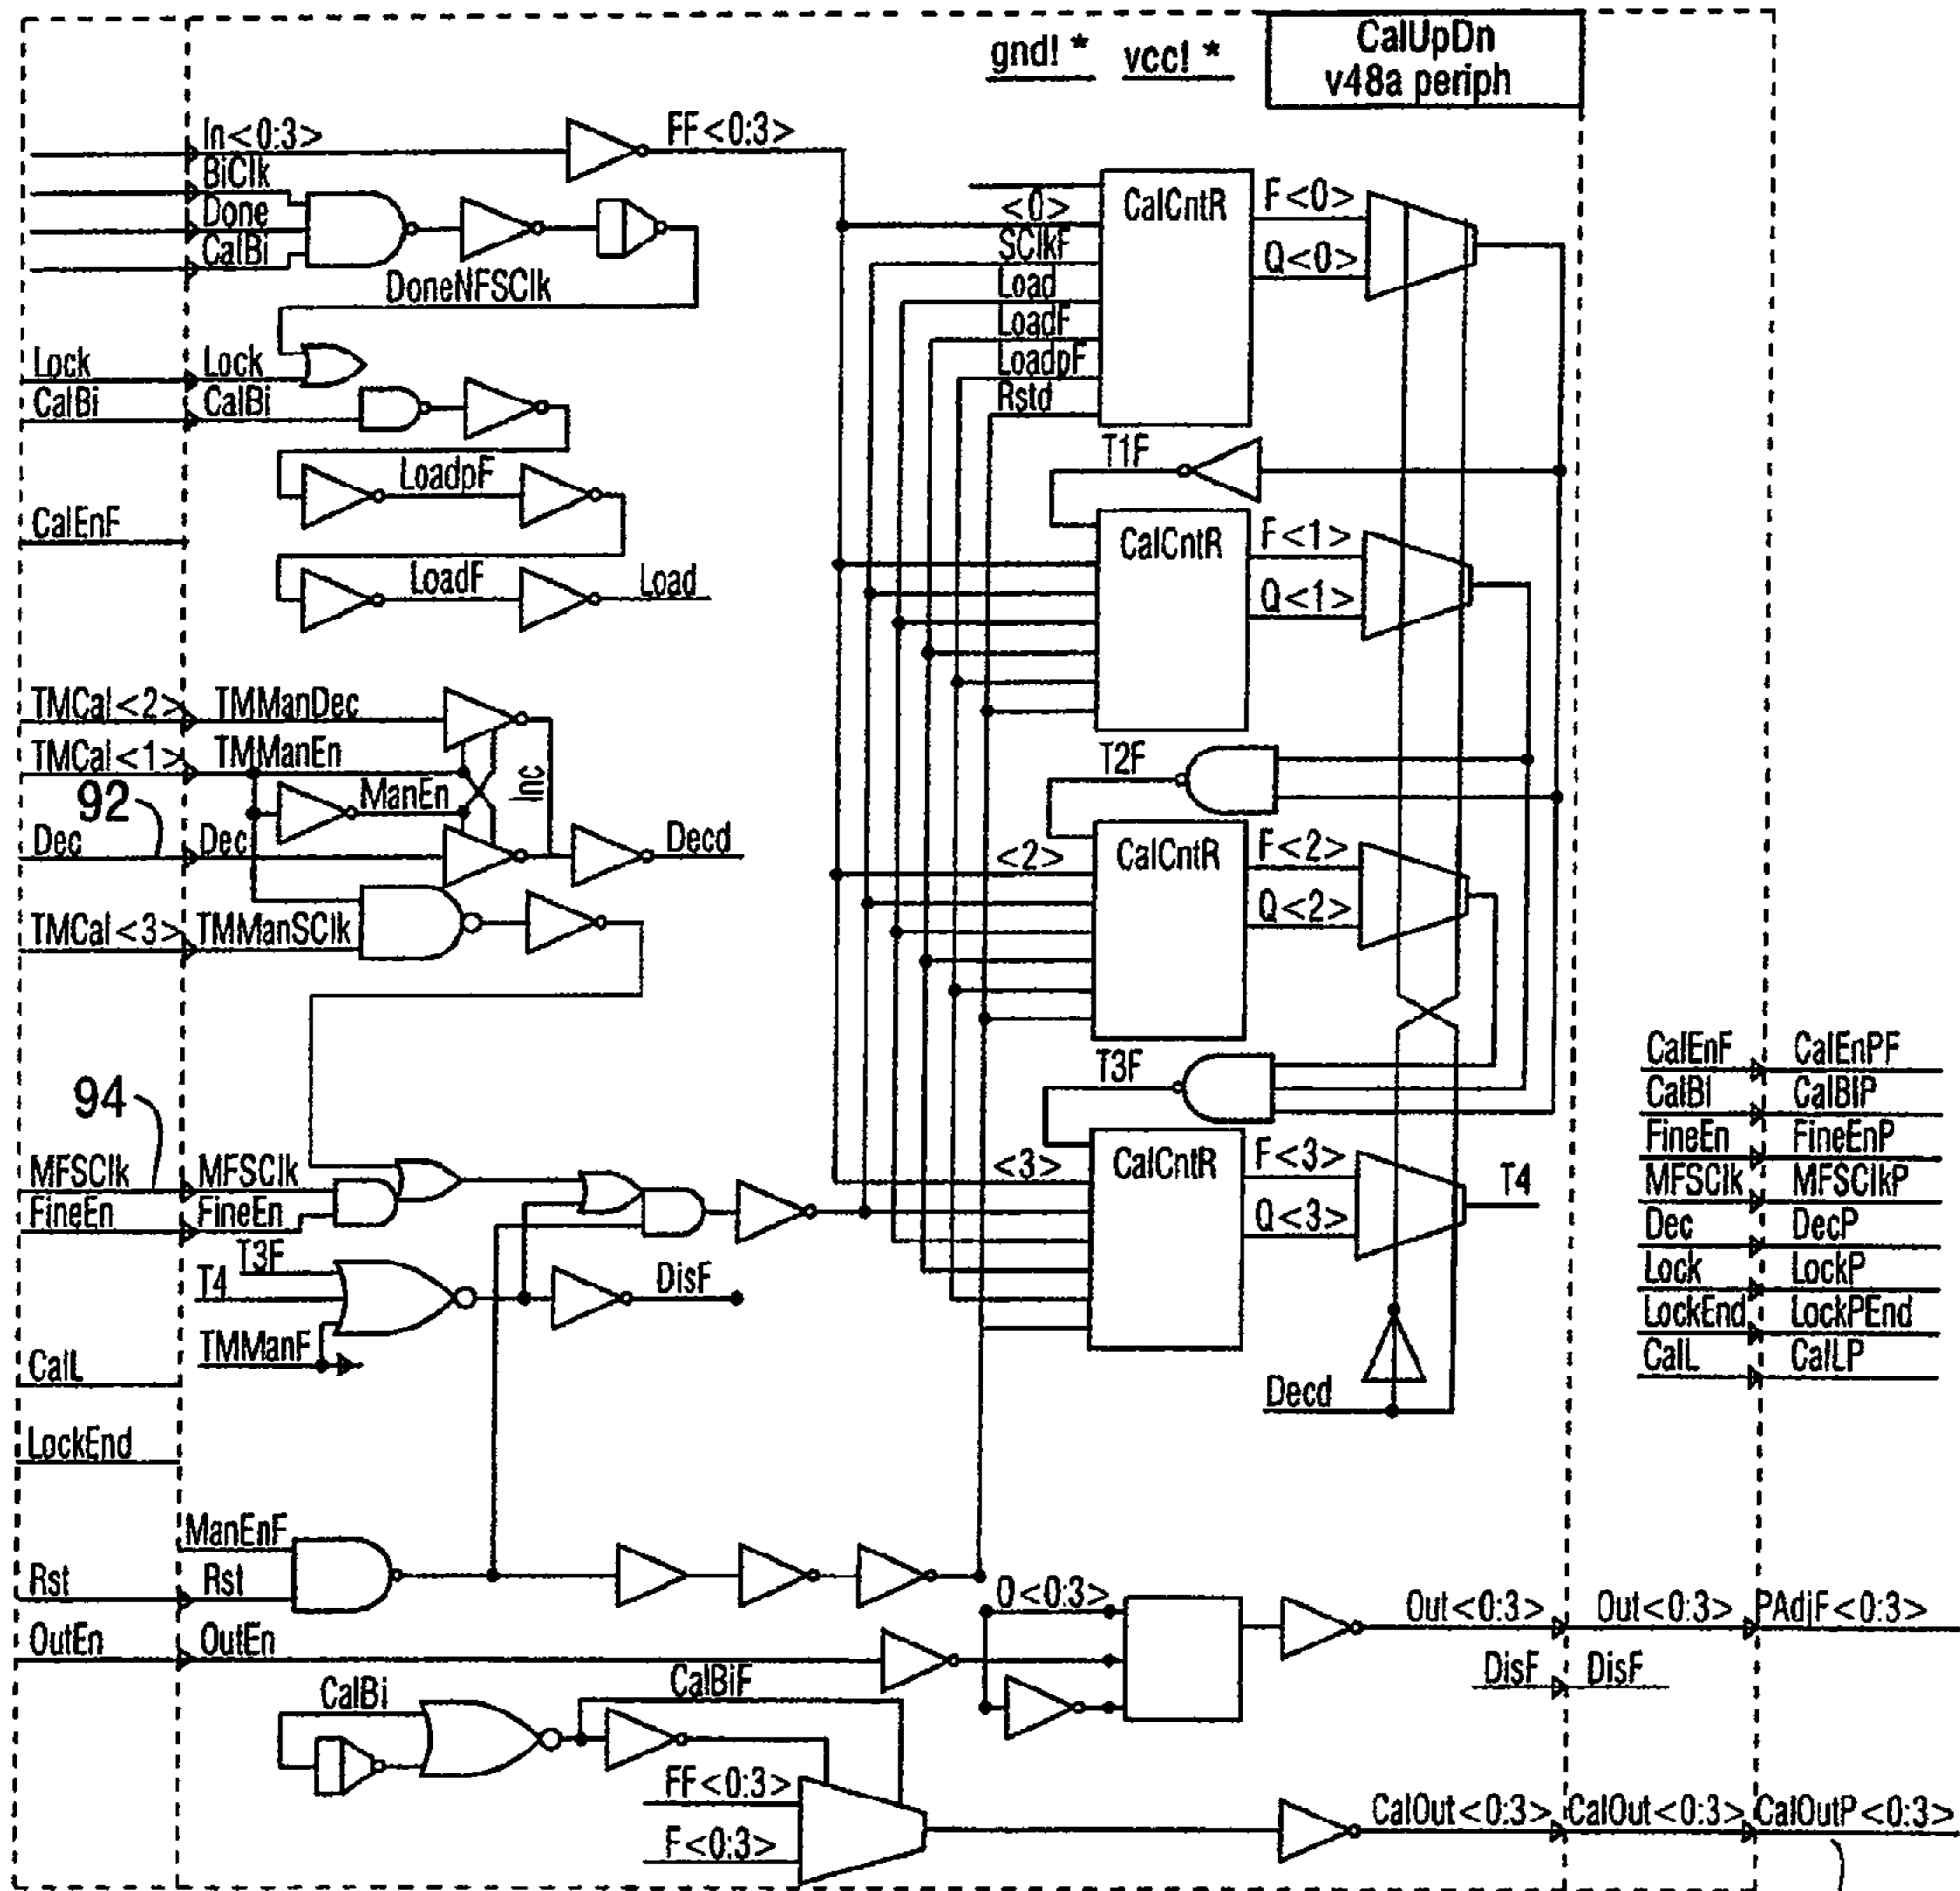 gnd! * vcc! *
CalUpDn
v48a periph
In<0:3>
FF<0:3>
BiClk
Done
CalBi
DoneNFSClk
Lock
Lock
CalBi
CalBi
LoadpF
CalEnF
LoadF
Load
<0>
SClkF
Load
LoadF
LoadpF
Rstd
CalCntR
F<0>
Q<0>
T1F
CalCntR
F<1>
Q<1>
TMCal<2>
TMManDec
TMCal<1>
TMManEn
ManEn
Inc
92
Dec
Dec
Decd
TMCal<3>
TMManSClk
T2F
<2>
CalCntR
F<2>
Q<2>
94
MFSClk
MFSClk
FineEn
FineEn
T3F
T4
DisF
TMManF
CalL
LockEnd
T3F
<3>
CalCntR
F<3>
Q<3>
T4
Decd
CalEnF CalEnPF
CalBI CalBIP
FineEn FineEnP
MFSClk MFSClkP
Dec DecP
Lock LockP
LockEnd LockPEnd
CalL CalLP
ManEnF
Rst
Rst
OutEn
OutEn
O<0:3>
Out<0:3> Out<0:3> PAdjF<0:3>
DisF DisF
CalBi
CalBiF
FF<0:3>
F<0:3>
CalOut<0:3> CalOut<0:3> CalOutP<0:3>